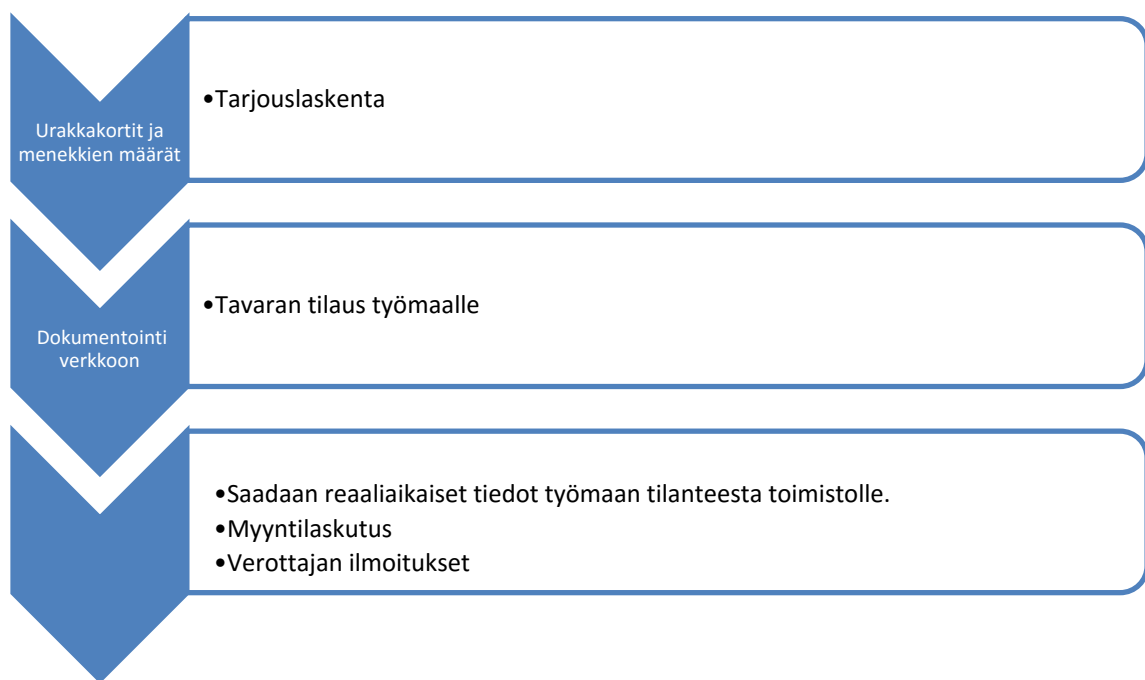 Urakkakortit ja
menekkien määrät
•Tarjouslaskenta
Dokumentointi
verkkoon
•Tavaran tilaus työmaalle
•Saadaan reaaliaikaiset tiedot työmaan tilanteesta toimistolle.
•Myyntilaskutus
•Verottajan ilmoitukset